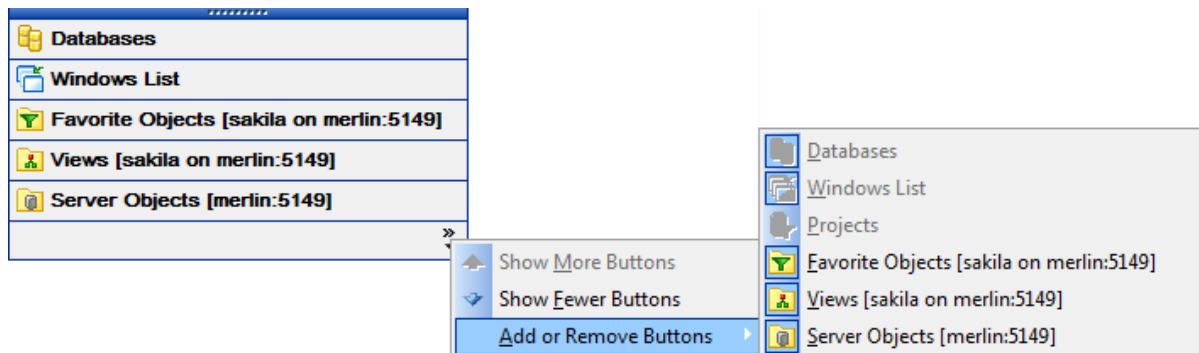 Databases
Windows List
Favorite Objects [sakila on merlin:5149]
Views [sakila on merlin:5149]
Server Objects [merlin:5149]
Show More Buttons
Show Fewer Buttons
Add or Remove Buttons
Databases
Windows List
Projects
Favorite Objects [sakila on merlin:5149]
Views [sakila on merlin:5149]
Server Objects [merlin:5149]